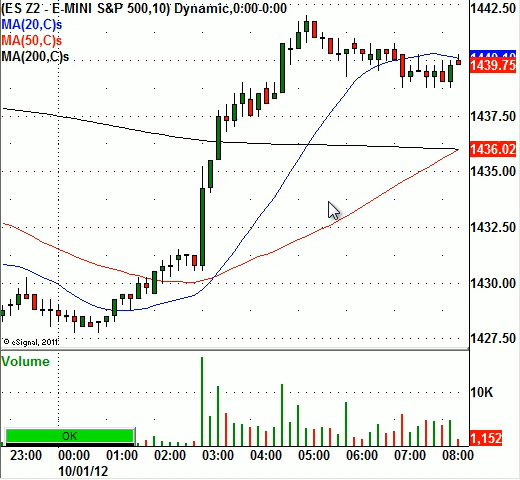 (ES Z2 - E-MINI S&P 500,10) Dynamic,0:00-0:00
MA(20,C)s
MA(50,C)s
MA(200,C)s
1442.50
1439.75
1437.50
1436.02
1435.00
1432.50
1430.00
1427.50
© eSignal, 2011
Volume
10K
1,152
OK
23:00 00:00 01:00 02:00 03:00 04:00 05:00 06:00 07:00 08:00
10/01/12